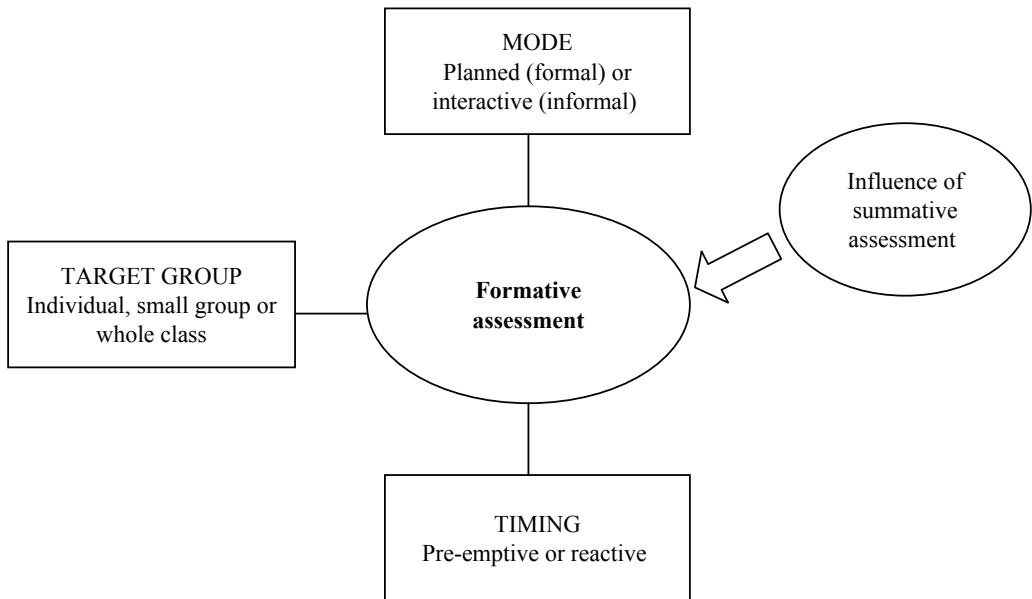 MODE
Planned (formal) or
interactive (informal)
Influence of
summative
assessment
TARGET GROUP
Individual, small group or
whole class
Formative
assessment
TIMING
Pre-emptive or reactive